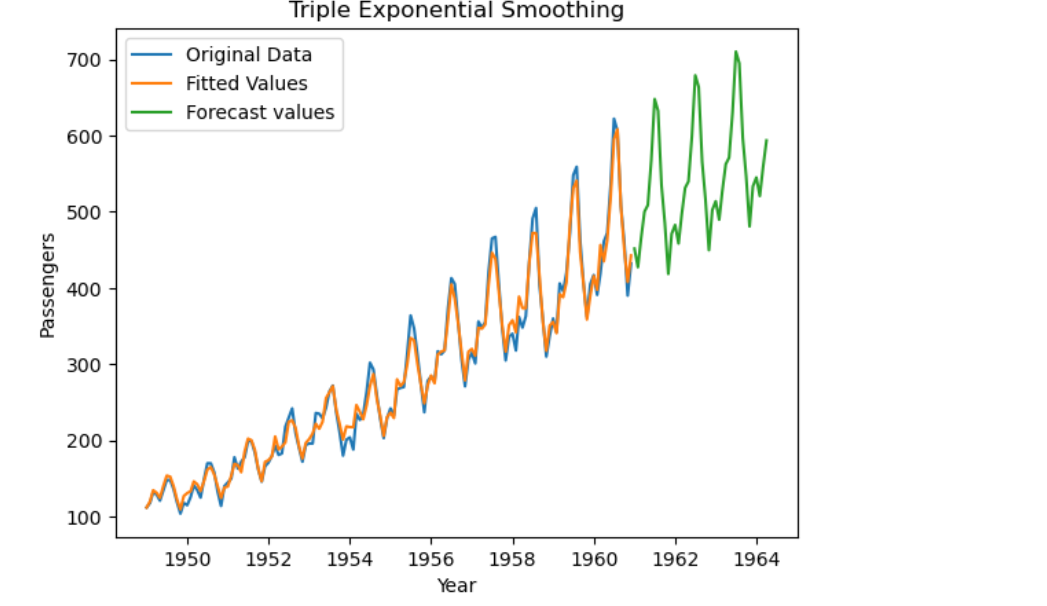 Triple Exponential Smoothing
Original Data
Fitted Values
Forecast values
700
600
500
400
300
200
100
Passengers
1950 1952 1954 1956 1958 1960 1962 1964
Year